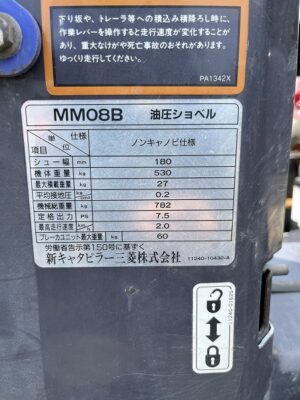 下り坂や、トレーラ等への積込み積降ろし時に、
作業レバーを操作すると走行速度が変化することが
あり、重大なけがや死亡事故のおそれがあります。
ゆっくり走行してください。
PA1342X
MM08B 油圧ショベル
項目 単位 仕様 ノンキャノピ仕様
シュー幅 mm 180
機体重量 kg 530
最大積載重量 kg 27
平均接地圧 0.2
機械総重量 kg 782
定格出力 PS 7.5
最高走行速度 2.0
ブレーカユニット最大重量 kg 60
労働省告示第150号に基ずく
新キャタピラー三菱株式会社 11240-10430-A